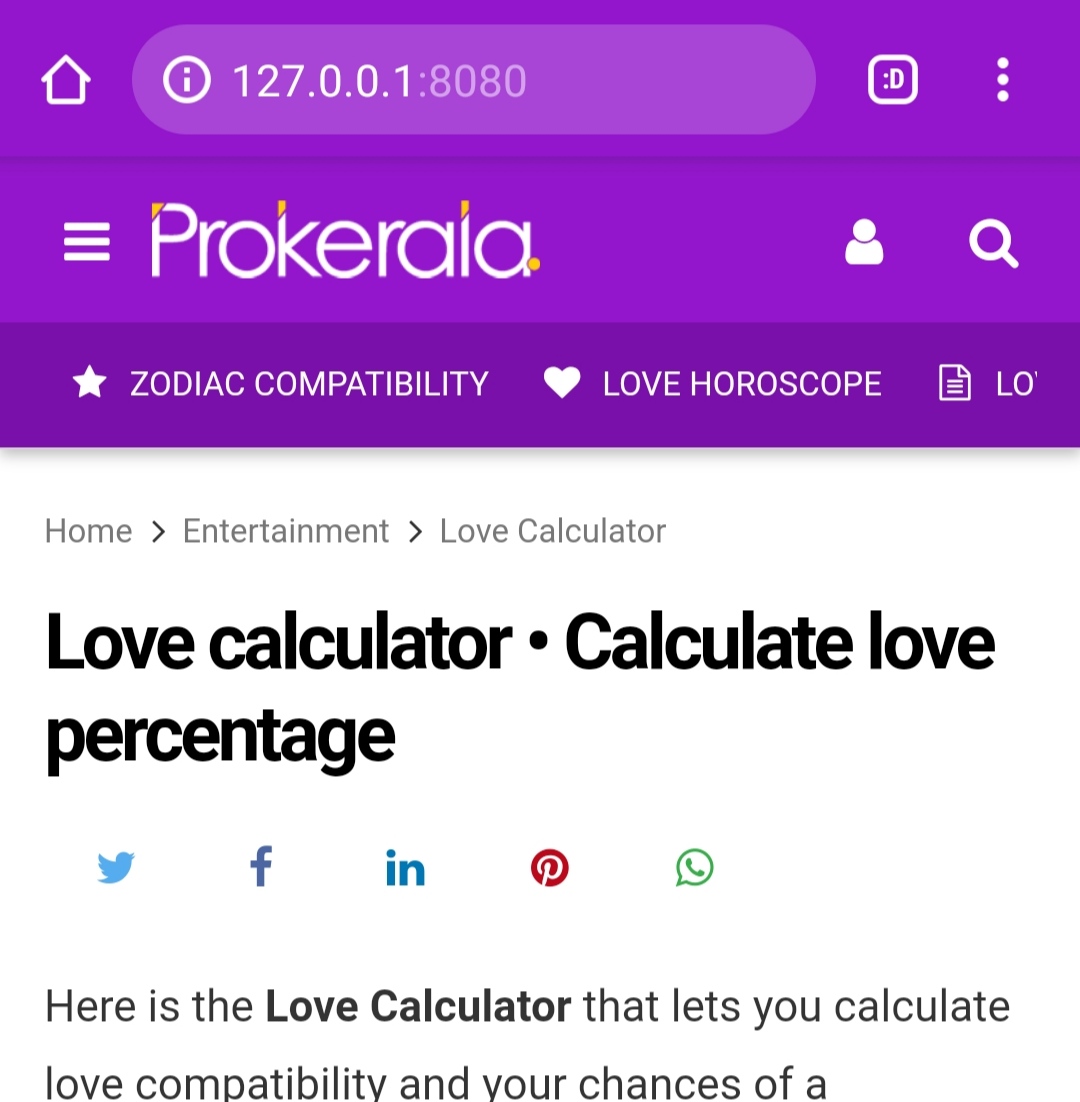 127.0.0.1:8080
:D
Prokerala.
ZODIAC COMPATIBILITY LOVE HOROSCOPE LO
Home > Entertainment > Love Calculator
Love calculator • Calculate love
percentage
Here is the Love Calculator that lets you calculate
love compatibility and your chances of a